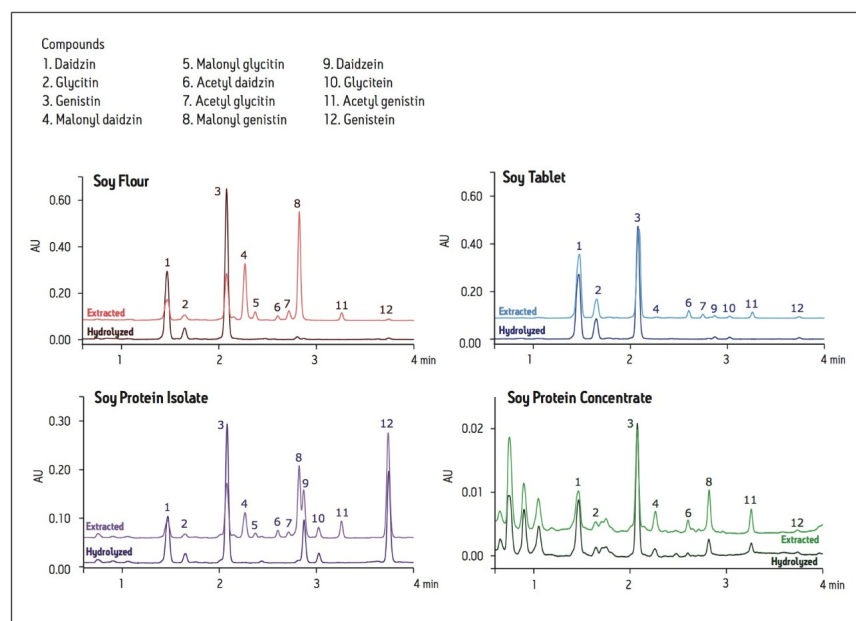 Compounds
1. Daidzin
2. Glycitin
3. Genistin
4. Malonyl daidzin
5. Malonyl glycitin
6. Acetyl daidzin
7. Acetyl glycitin
8. Malonyl genistin
9. Daidzein
10. Glycitein
11. Acetyl genistin
12. Genistein
Soy Flour
AU
0.60
0.40
0.20
0.00
1 2 3 4 5 6 7 8 11 12
Extracted
Hydrolyzed
1 2 3 4 min
Soy Tablet
AU
0.60
0.40
0.20
0.00
1 2 3 4 6 7 9 10 11 12
Extracted
Hydrolyzed
1 2 3 4 min
Soy Protein Isolate
AU
0.30
0.20
0.10
0.00
1 2 3 4 5 6 7 8 9 10 11 12
Extracted
Hydrolyzed
1 2 3 4 min
Soy Protein Concentrate
AU
0.02
0.01
0.00
1 2 3 4 6 8 11 12
Extracted
Hydrolyzed
1 2 3 4 min